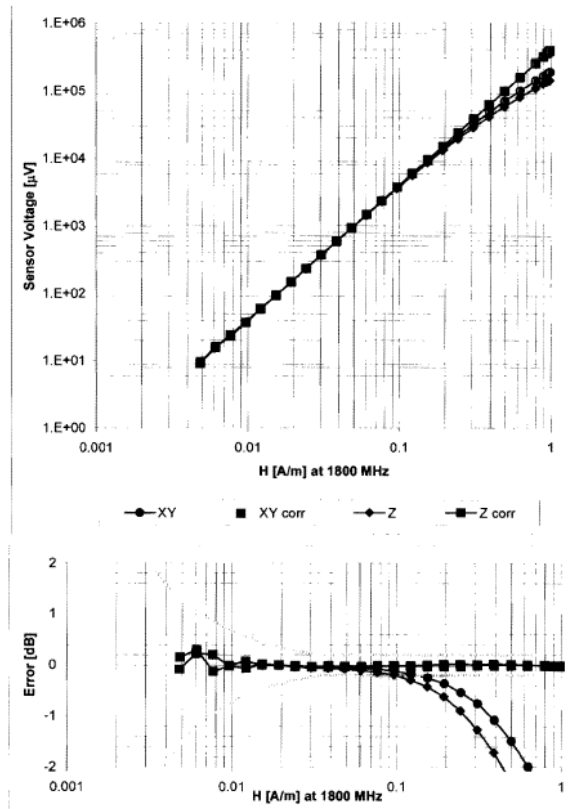 1.E+06
1.E+05
1.E+04
1.E+03
1.E+02
1.E+01
1.E+00
Sensor Voltage [µV]
0.001 0.01 0.1 1
H [A/m] at 1800 MHz
XY XY corr Z Z corr
2
1
0
-1
-2
Error [dB]
0.001 0.01 0.1 1
H [A/m] at 1800 MHz